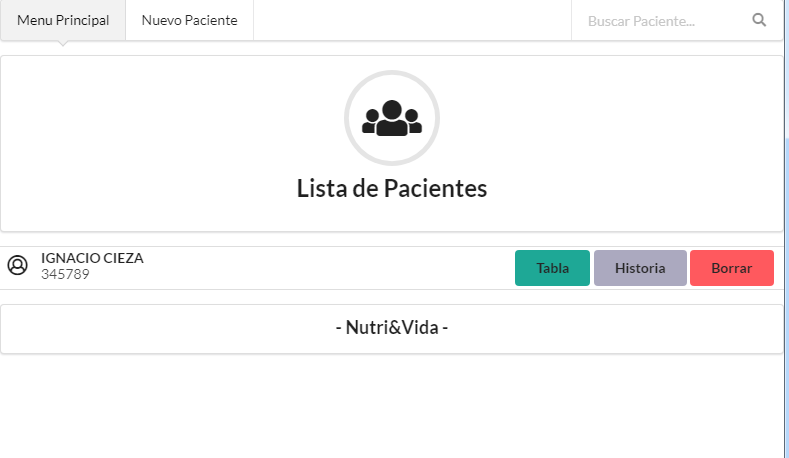 Menu Principal
Nuevo Paciente
Buscar Paciente...
Lista de Pacientes
IGNACIO CIEZA
345789
Tabla
Historia
Borrar
- Nutri&Vida -